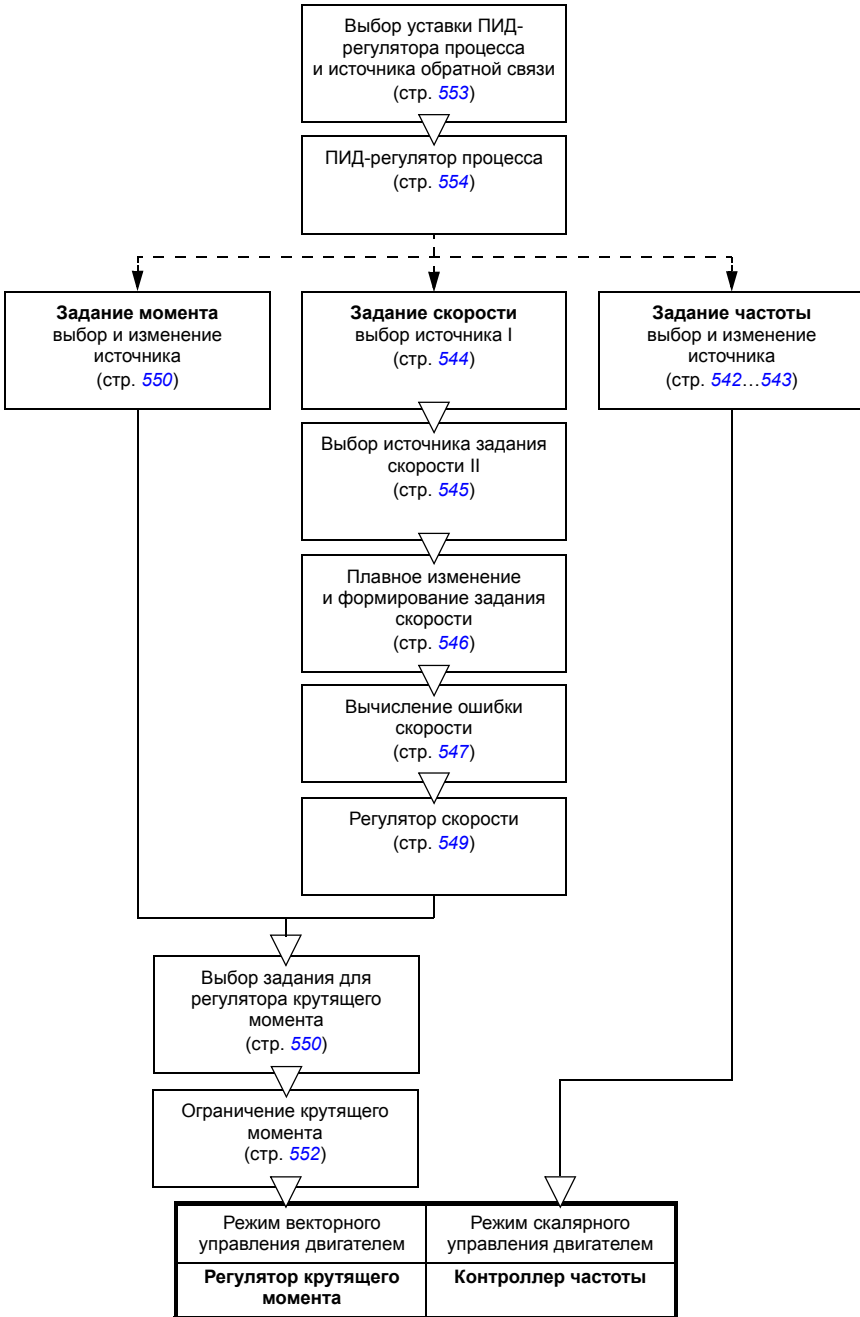 Выбор уставки ПИД-
регулятора процесса
и источника обратной связи
(стр. 553)
ПИД-регулятор процесса
(стр. 554)
Задание момента
выбор и изменение
источника
(стр. 550)
Задание скорости
выбор источника I
(стр. 544)
Задание частоты
выбор и изменение
источника
(стр. 542…543)
Выбор источника задания
скорости II
(стр. 545)
Плавное изменение
и формирование задания
скорости
(стр. 546)
Вычисление ошибки
скорости
(стр. 547)
Регулятор скорости
(стр. 549)
Выбор задания для
регулятора крутящего
момента
(стр. 550)
Ограничение крутящего
момента
(стр. 552)
Режим векторного
управления двигателем
Режим скалярного
управления двигателем
Регулятор крутящего
момента
Контроллер частоты